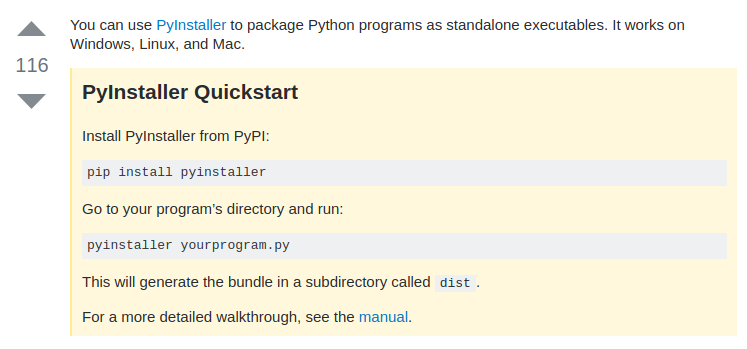 You can use PyInstaller to package Python programs as standalone executables. It works on
Windows, Linux, and Mac.
116
PyInstaller Quickstart
Install PyInstaller from PyPI:
pip install pyinstaller
Go to your program’s directory and run:
pyinstaller yourprogram.py
This will generate the bundle in a subdirectory called dist.
For a more detailed walkthrough, see the manual.